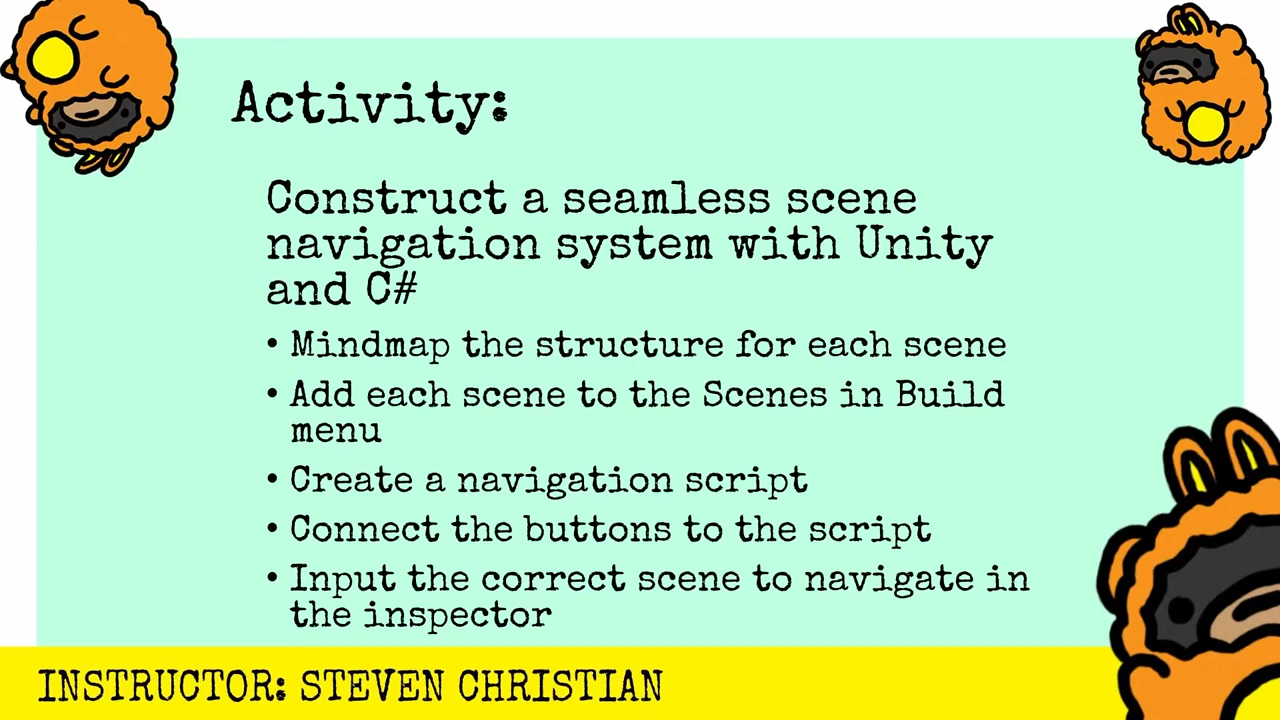 Activity:
Construct a seamless scene
navigation system with Unity
and C#
• Mindmap the structure for each scene
• Add each scene to the Scenes in Build
menu
• Create a navigation script
• Connect the buttons to the script
• Input the correct scene to navigate in
the inspector
INSTRUCTOR: STEVEN CHRISTIAN